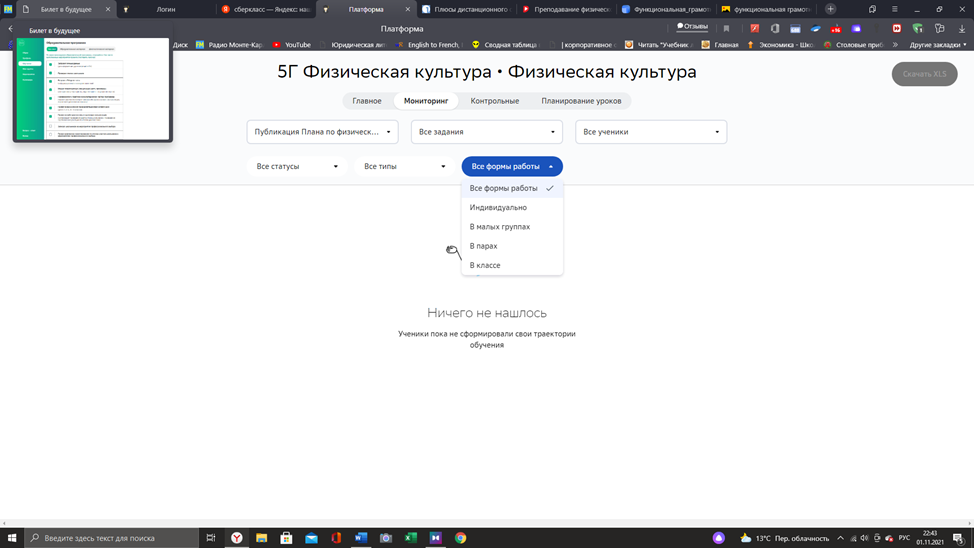 Билет в будущее
Логин
сберкласс — Яндекс: наш
Платформа
Плюсы дистанционного
Преподавание физическ
Функциональная_грамот
функциональная грамотн
Билет в будущее
Платформа
Отзывы
Диск
Радио Монте-Кар
YouTube
Юридическая ли
English to French,
Сводная таблица
| корпоративное
Читать "Учебник
Главная
Экономика - Шко
Столовые прибо
»
Другие закладки
5Г Физическая культура • Физическая культура
Скачать XLS
Главное
Мониторинг
Контрольные
Планирование уроков
Публикация Плана по физическ...
Все задания
Все ученики
Все статусы
Все типы
Все формы работы
Все формы работы
Индивидуально
В малых группах
В парах
В классе
Ничего не нашлось
Ученики пока не сформировали свои траектории
обучения
Введите здесь текст для поиска
13°C Пер. облачность
РУС
22:43
01.11.2021